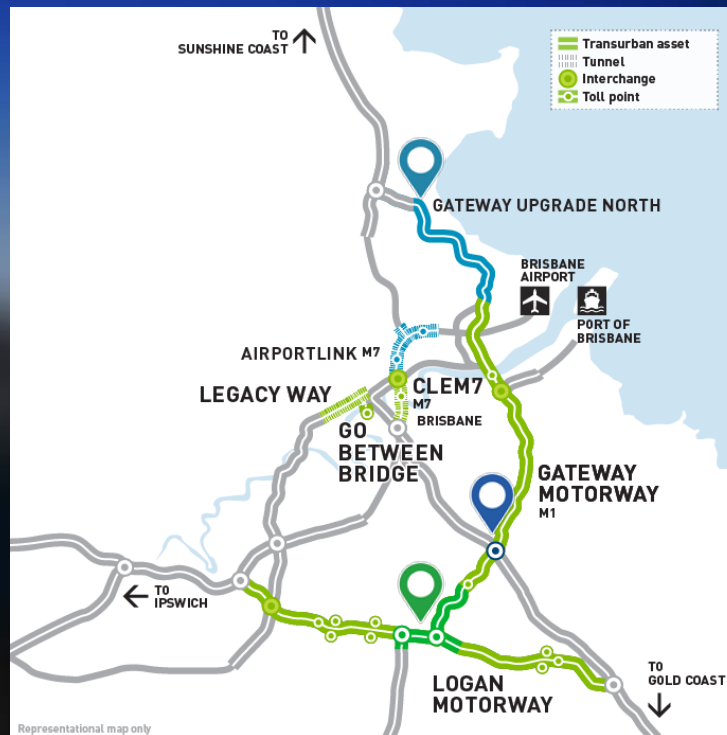 TO
SUNSHINE COAST
Transurban asset
Tunnel
Interchange
Toll point
GATEWAY UPGRADE NORTH
BRISBANE
AIRPORT
PORT OF
BRISBANE
AIRPORTLINK M7
LEGACY WAY
CLEM7
M7
BRISBANE
GO
BETWEEN
BRIDGE
GATEWAY
MOTORWAY
M1
TO
IPSWICH
LOGAN
MOTORWAY
TO
GOLD COAST
Representational map only